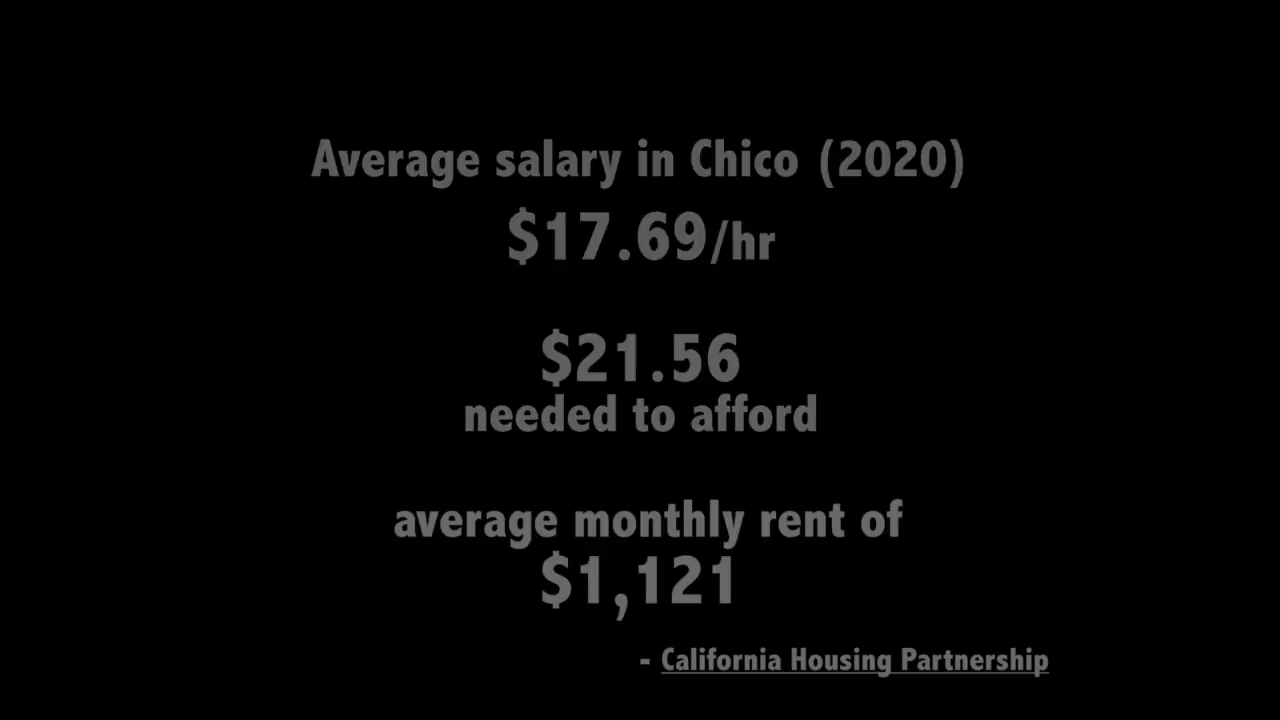 Average salary in Chico (2020)
$17.69/hr
$21.56
needed to afford
average monthly rent of
$1,121
- California Housing Partnership